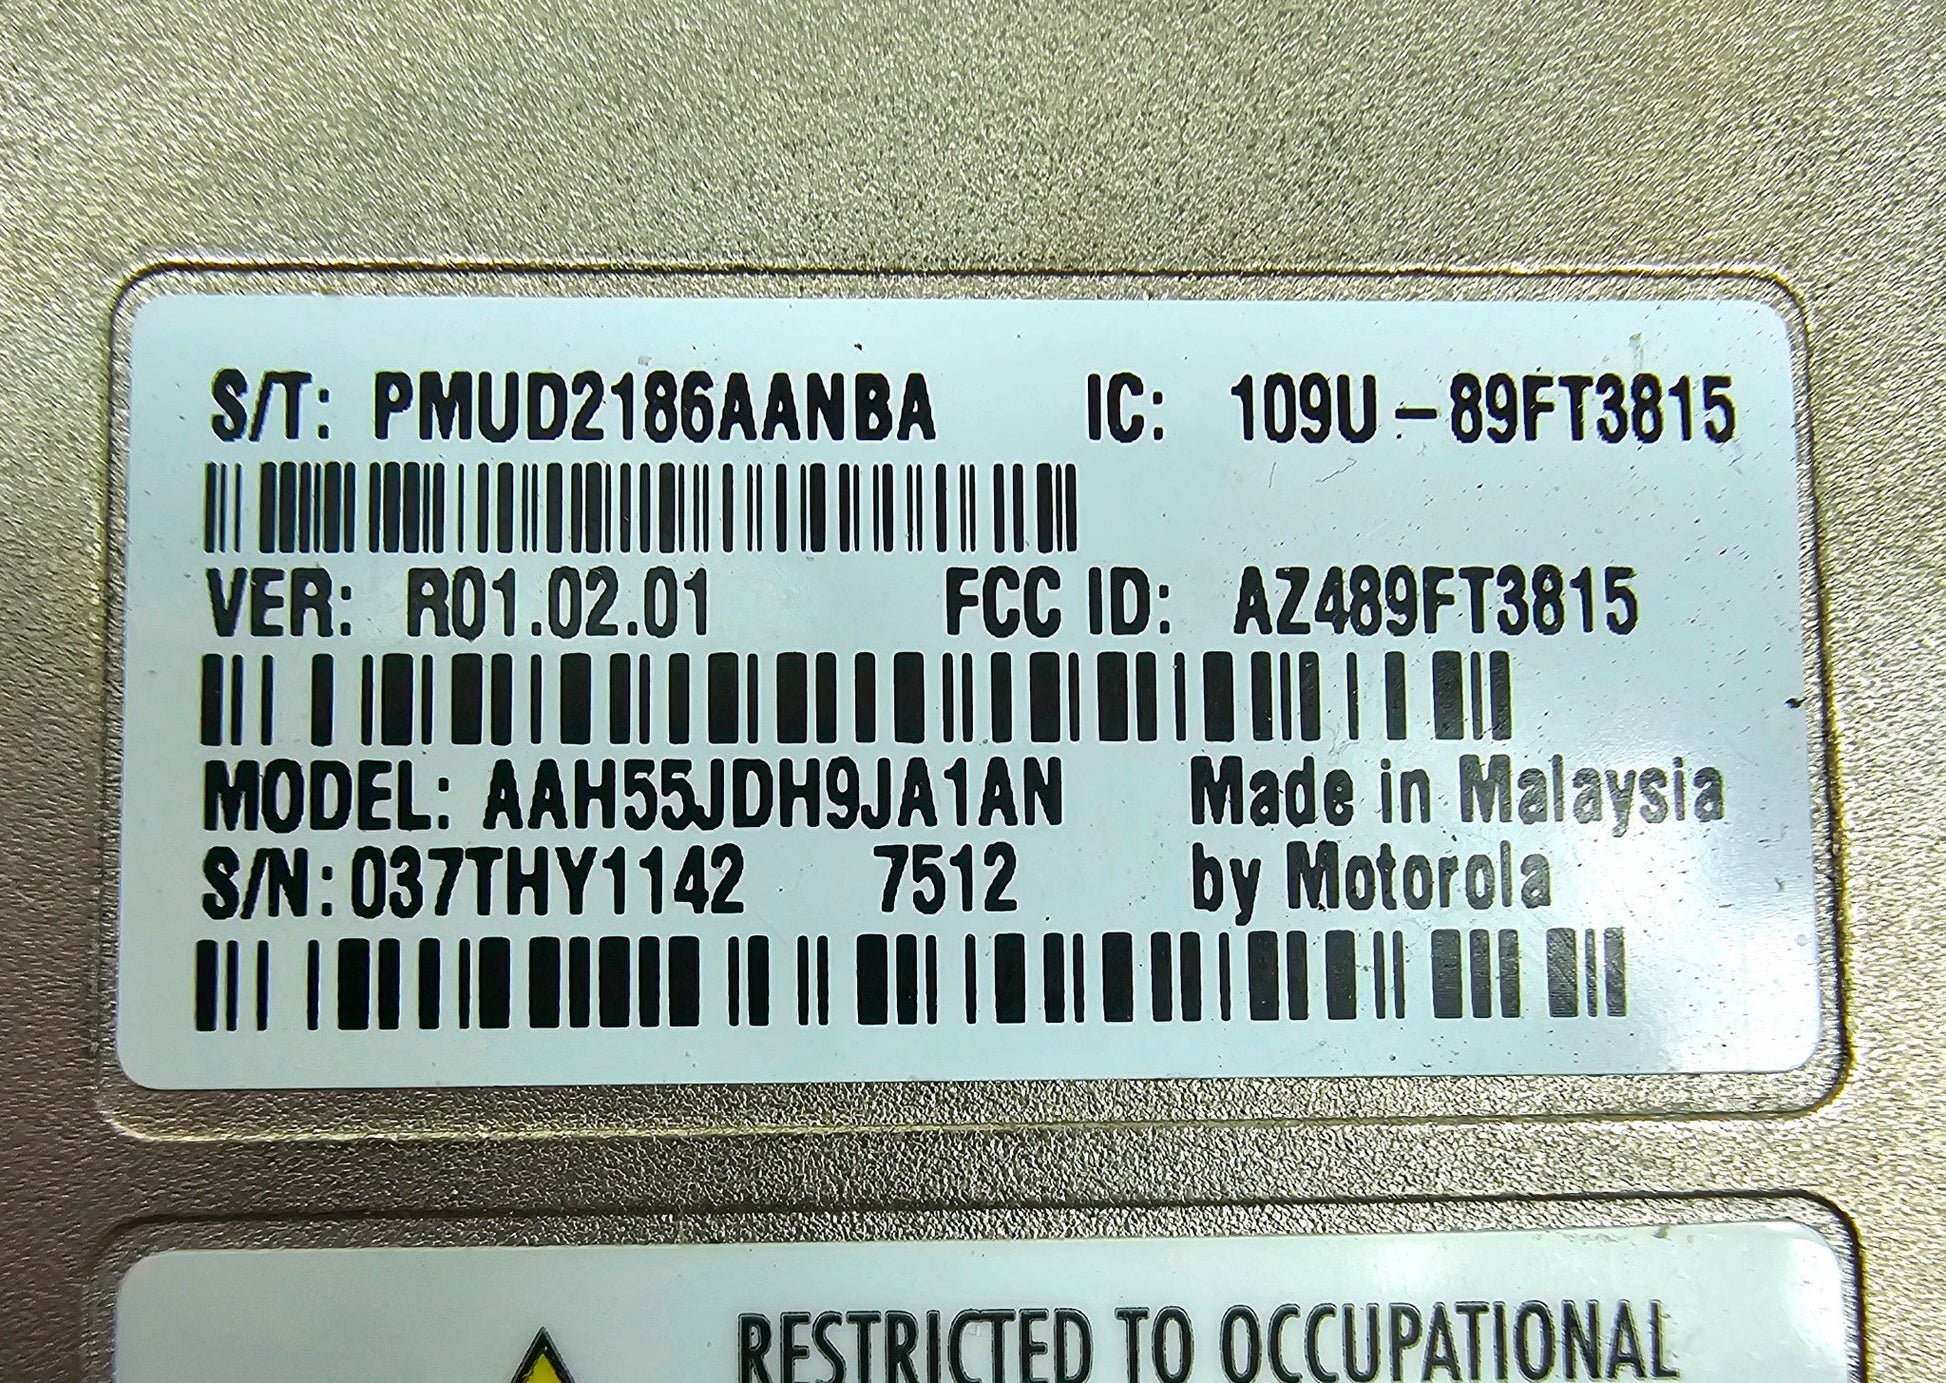 S/T: PMUD2186AANBA IC: 109U-89FT3815
VER: R01.02.01 FCC ID: AZ489FT3815
MODEL: AAH55JDH9JA1AN Made in Malaysia
S/N: 037THY1142 7512 by Motorola
RESTRICTED TO OCCUPATIONAL